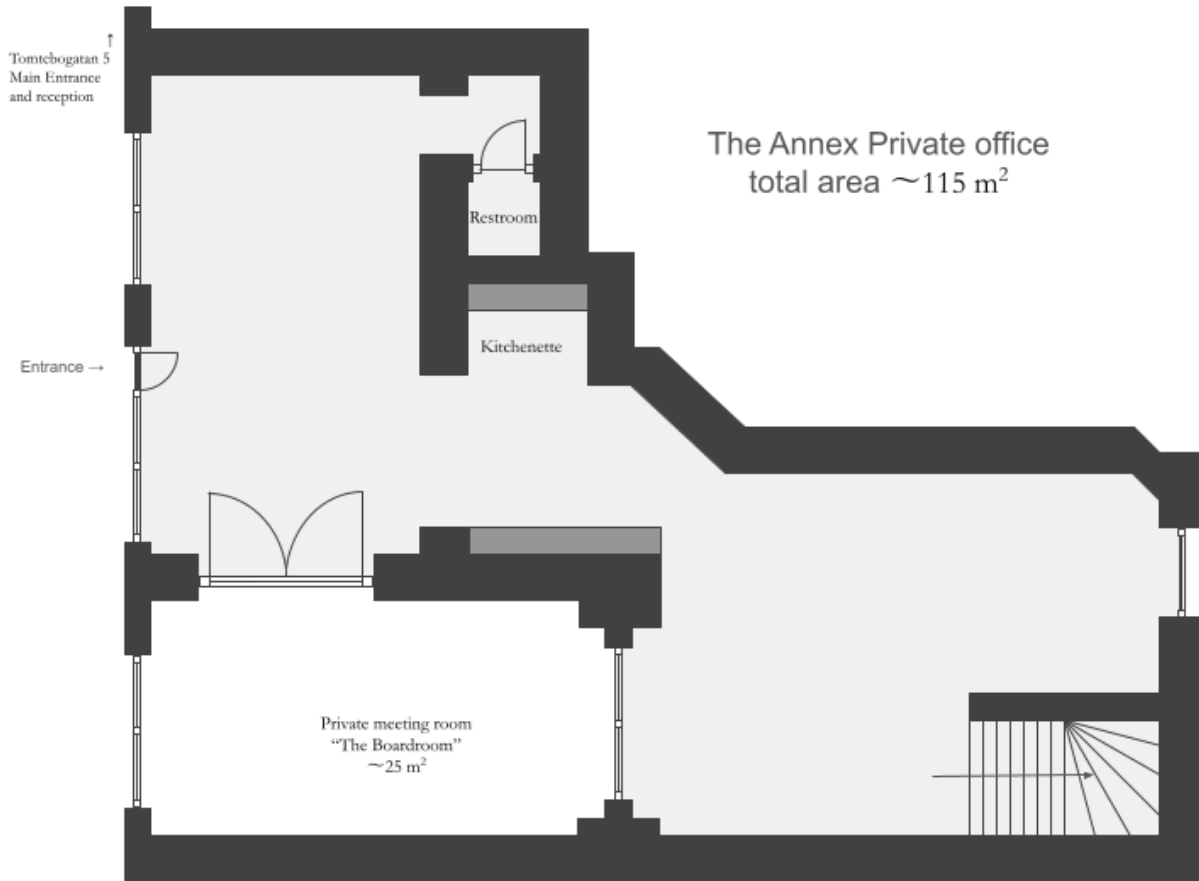 ↑
Tomtebogatan 5
Main Entrance
and reception
The Annex Private office
total area ~115 m²
Restroom
Kitchenette
Entrance →
Private meeting room
“The Boardroom”
~25 m²